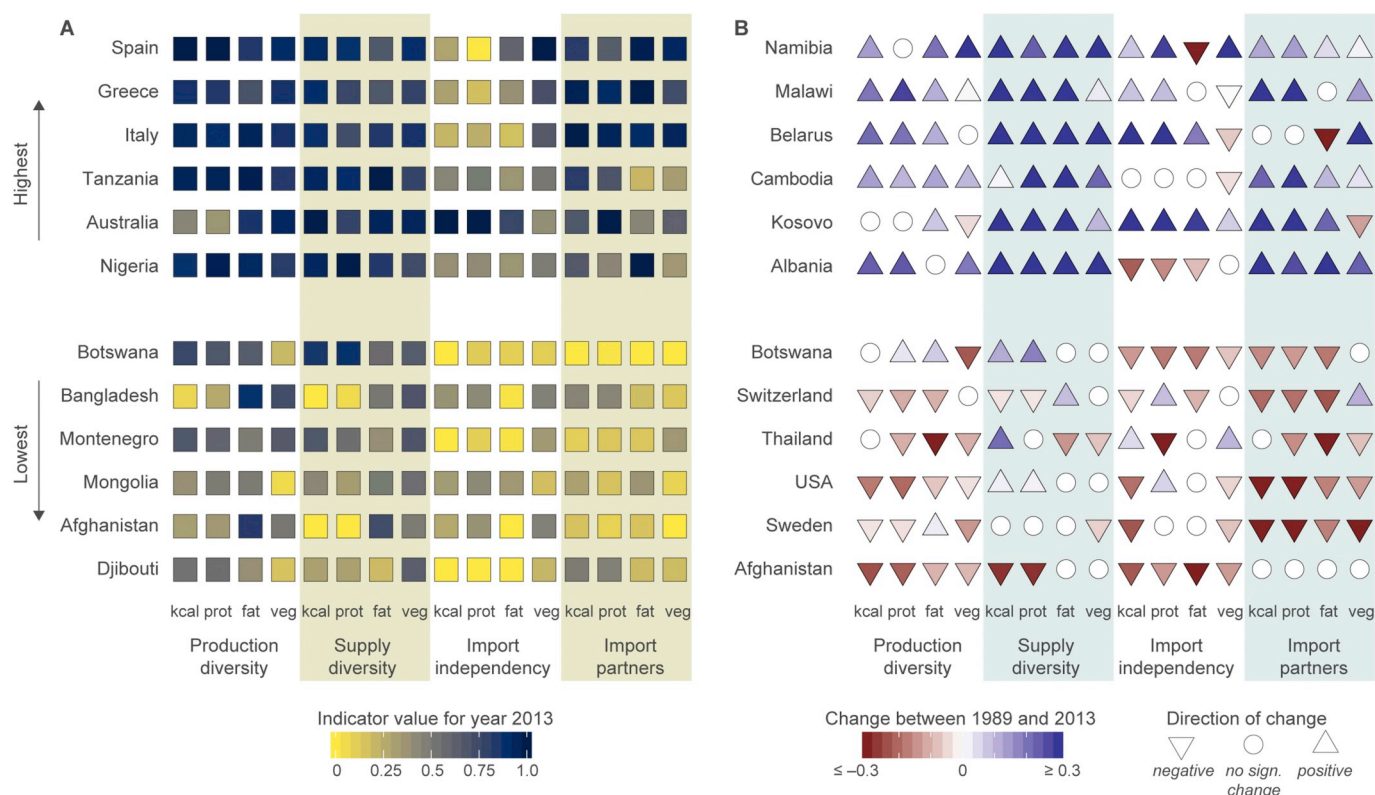 A
Spain
Greece
Italy
Tanzania
Australia
Nigeria
Highest
Botswana
Bangladesh
Montenegro
Mongolia
Afghanistan
Djibouti
Lowest
kcal prot fat veg kcal prot fat veg kcal prot fat veg kcal prot fat veg
Production diversity
Supply diversity
Import independency
Import partners
Indicator value for year 2013
0 0.25 0.5 0.75 1.0
B
Namibia
Malawi
Belarus
Cambodia
Kosovo
Albania
Botswana
Switzerland
Thailand
USA
Sweden
Afghanistan
kcal prot fat veg kcal prot fat veg kcal prot fat veg kcal prot fat veg
Production diversity
Supply diversity
Import independency
Import partners
Change between 1989 and 2013
≤ –0.3 0 ≥ 0.3
Direction of change
negative no sign. change positive